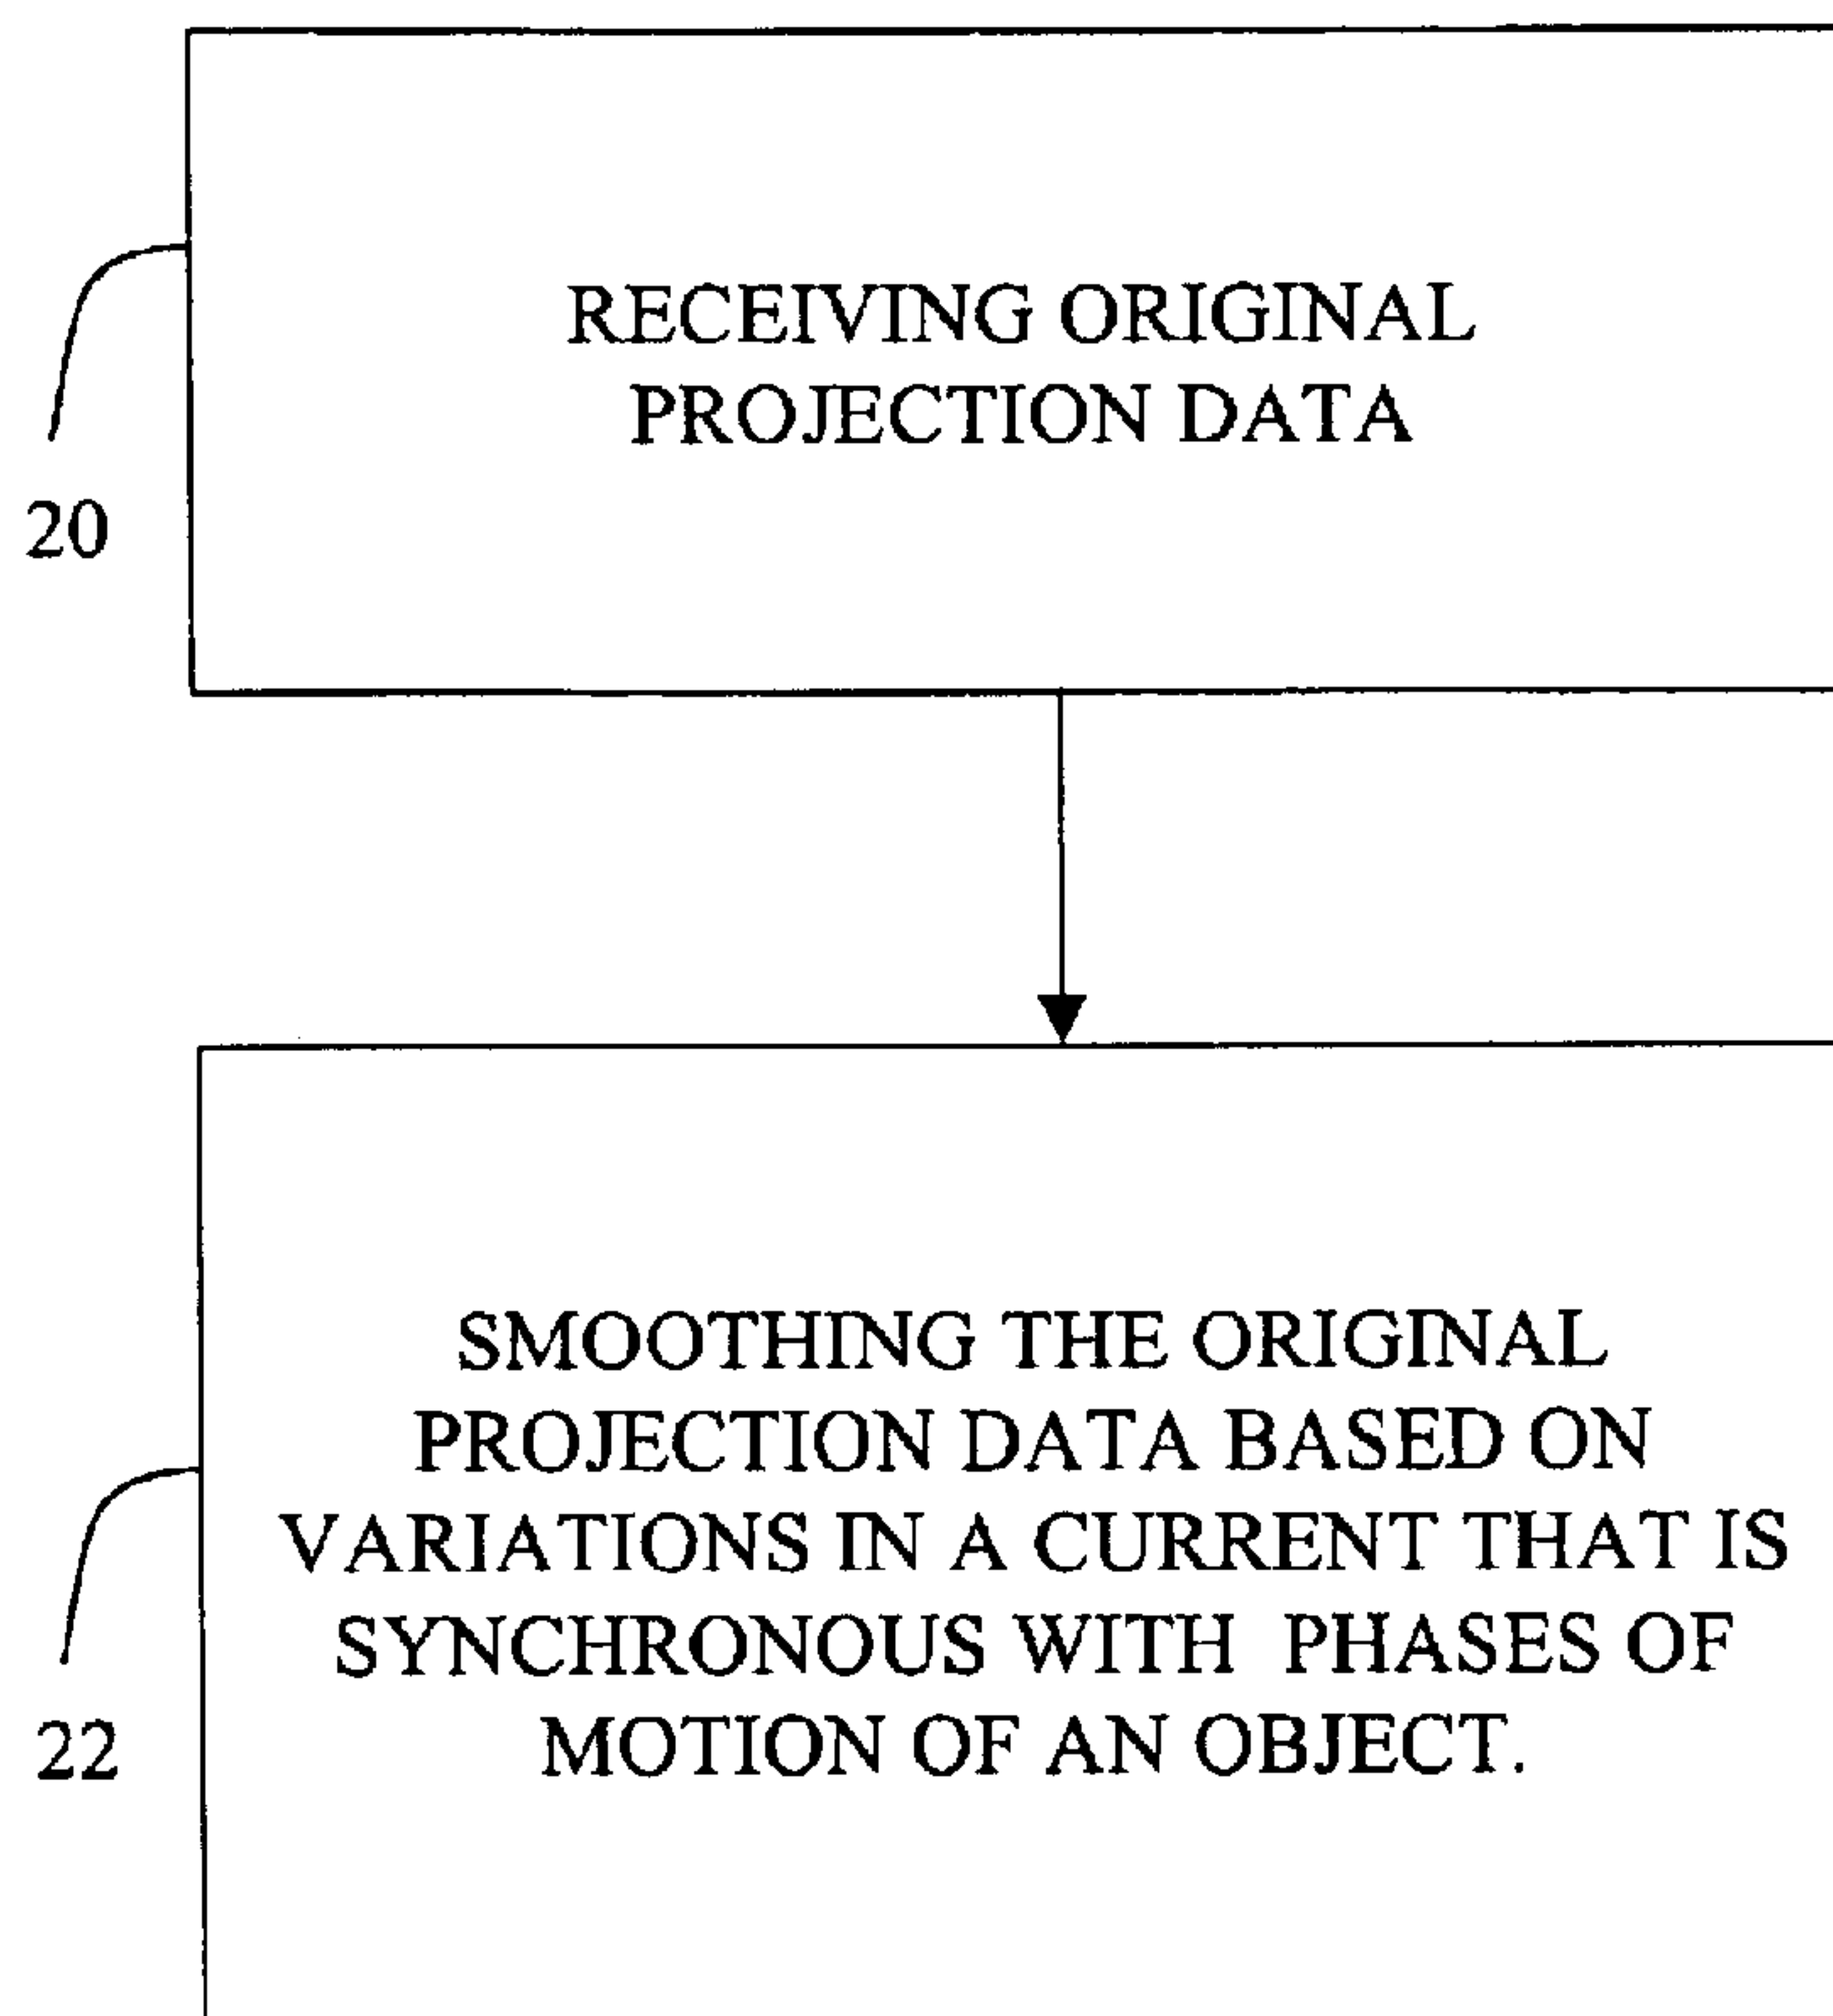 RECEIVING ORIGINAL
PROJECTION DATA
20
SMOOTHING THE ORIGINAL
PROJECTION DATA BASED ON
VARIATIONS IN A CURRENT THAT IS
SYNCHRONOUS WITH PHASES OF
MOTION OF AN OBJECT.
22